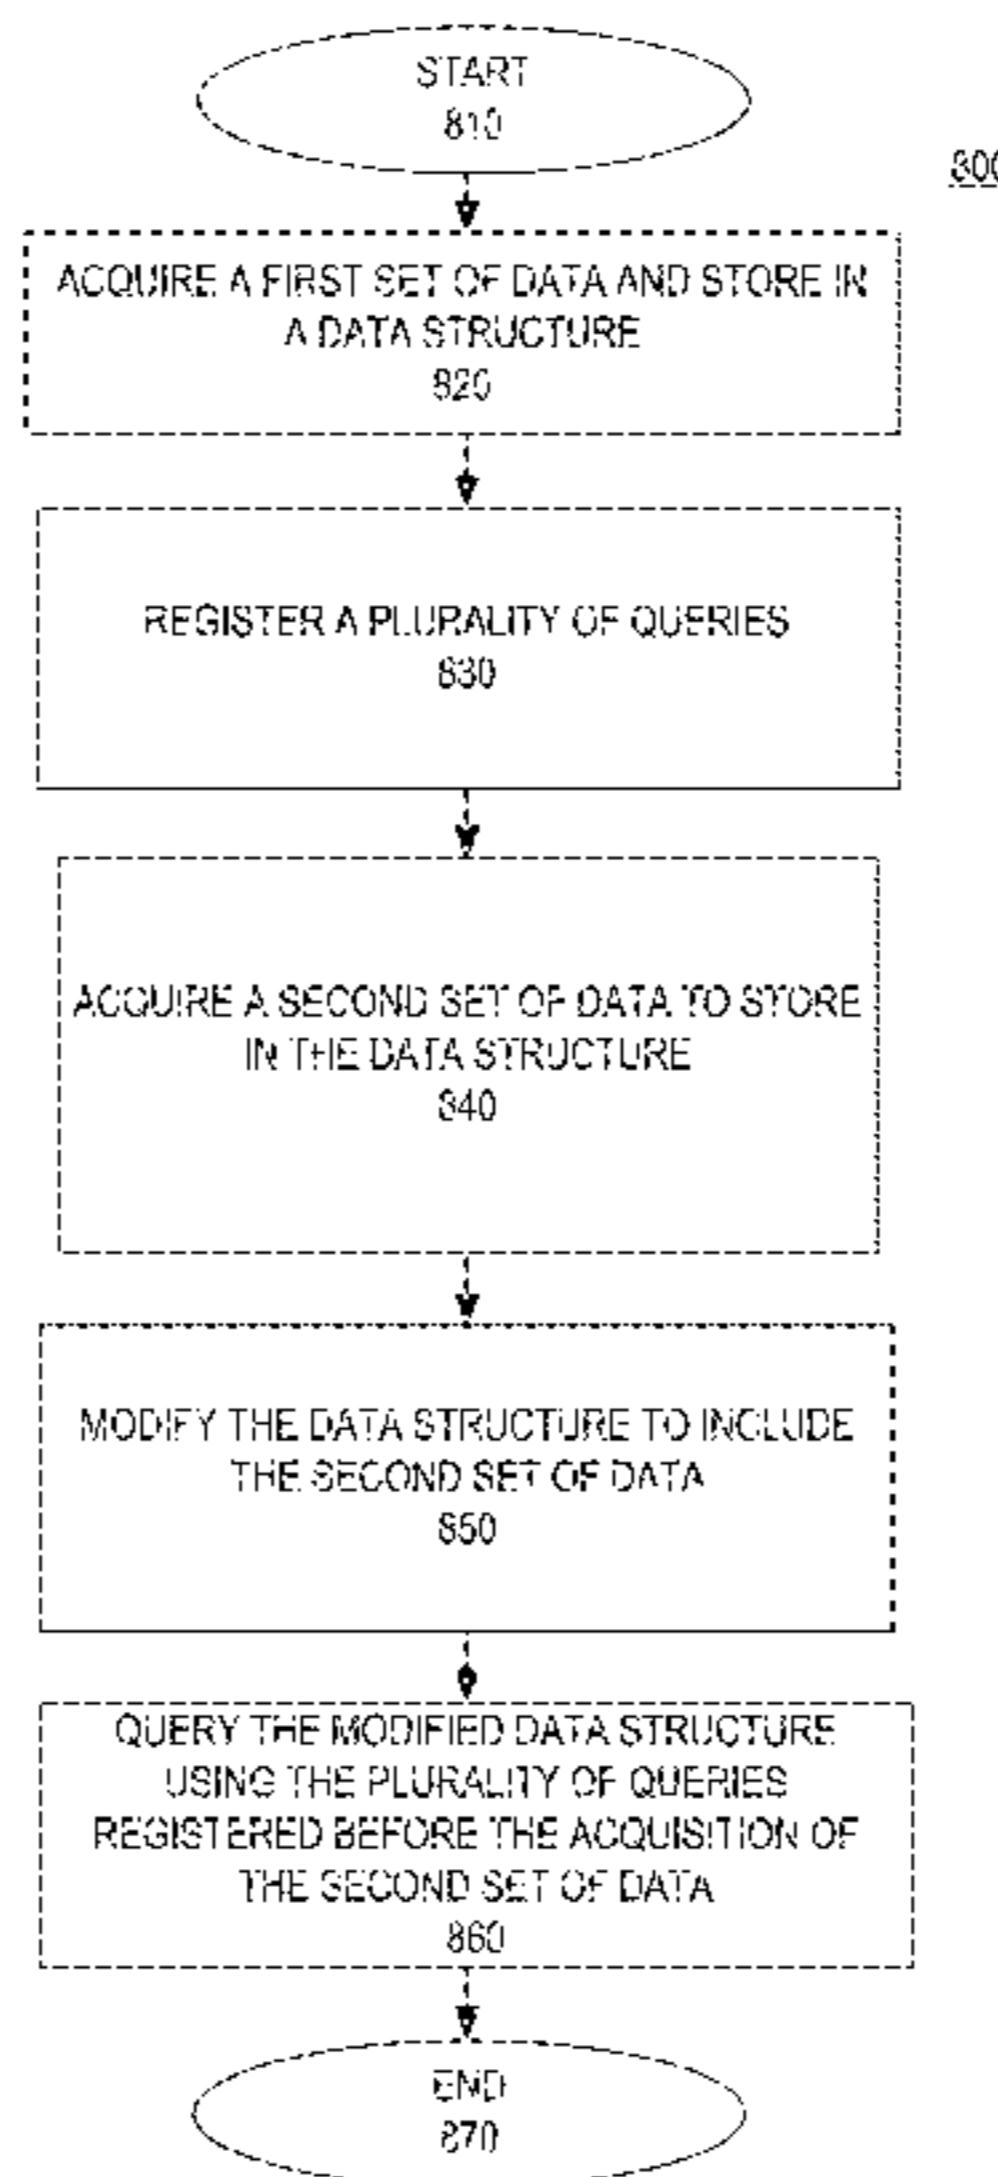 START
810
800
ACQUIRE A FIRST SET OF DATA AND STORE IN
A DATA STRUCTURE
820
REGISTER A PLURALITY OF QUERIES
830
ACQUIRE A SECOND SET OF DATA TO STORE
IN THE DATA STRUCTURE
840
MODIFY THE DATA STRUCTURE TO INCLUDE
THE SECOND SET OF DATA
850
QUERY THE MODIFIED DATA STRUCTURE
USING THE PLURALITY OF QUERIES
REGISTERED BEFORE THE ACQUISITION OF
THE SECOND SET OF DATA
860
END
870